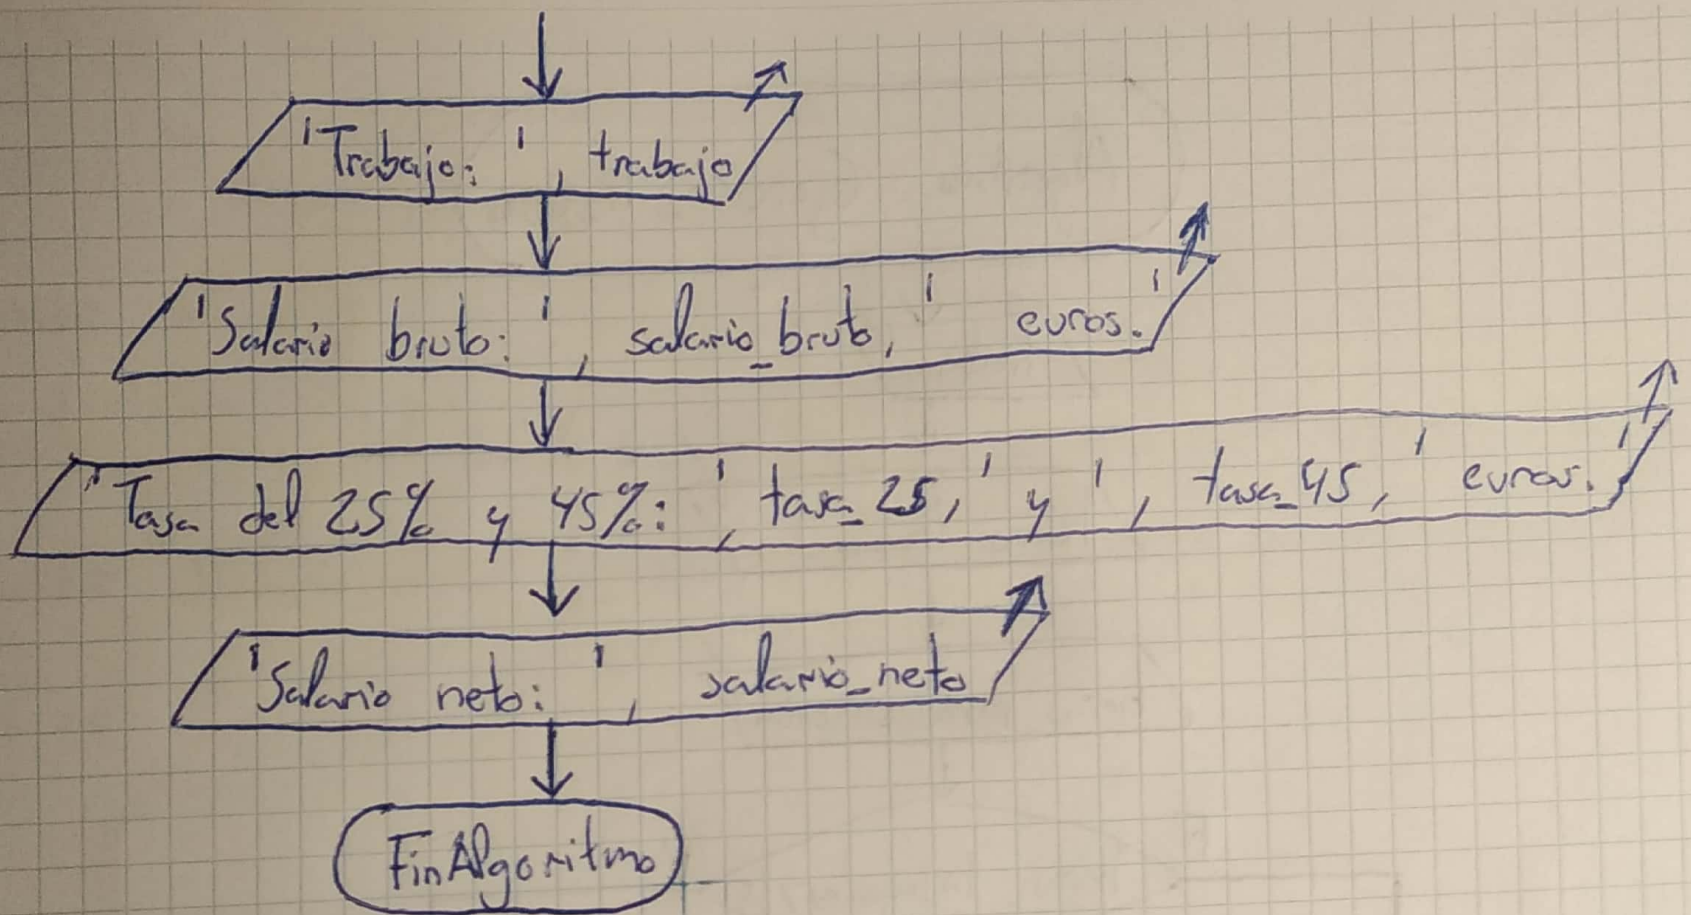 'Trabajo: ', trabajo
'Salario bruto: ', salario_bruto, ' euros.'
'Tasa del 25% y 45%: ', tasa_25, ' y ', tasa_45, ' euros.'
'Salario neto: ', salario_neto
FinAlgoritmo